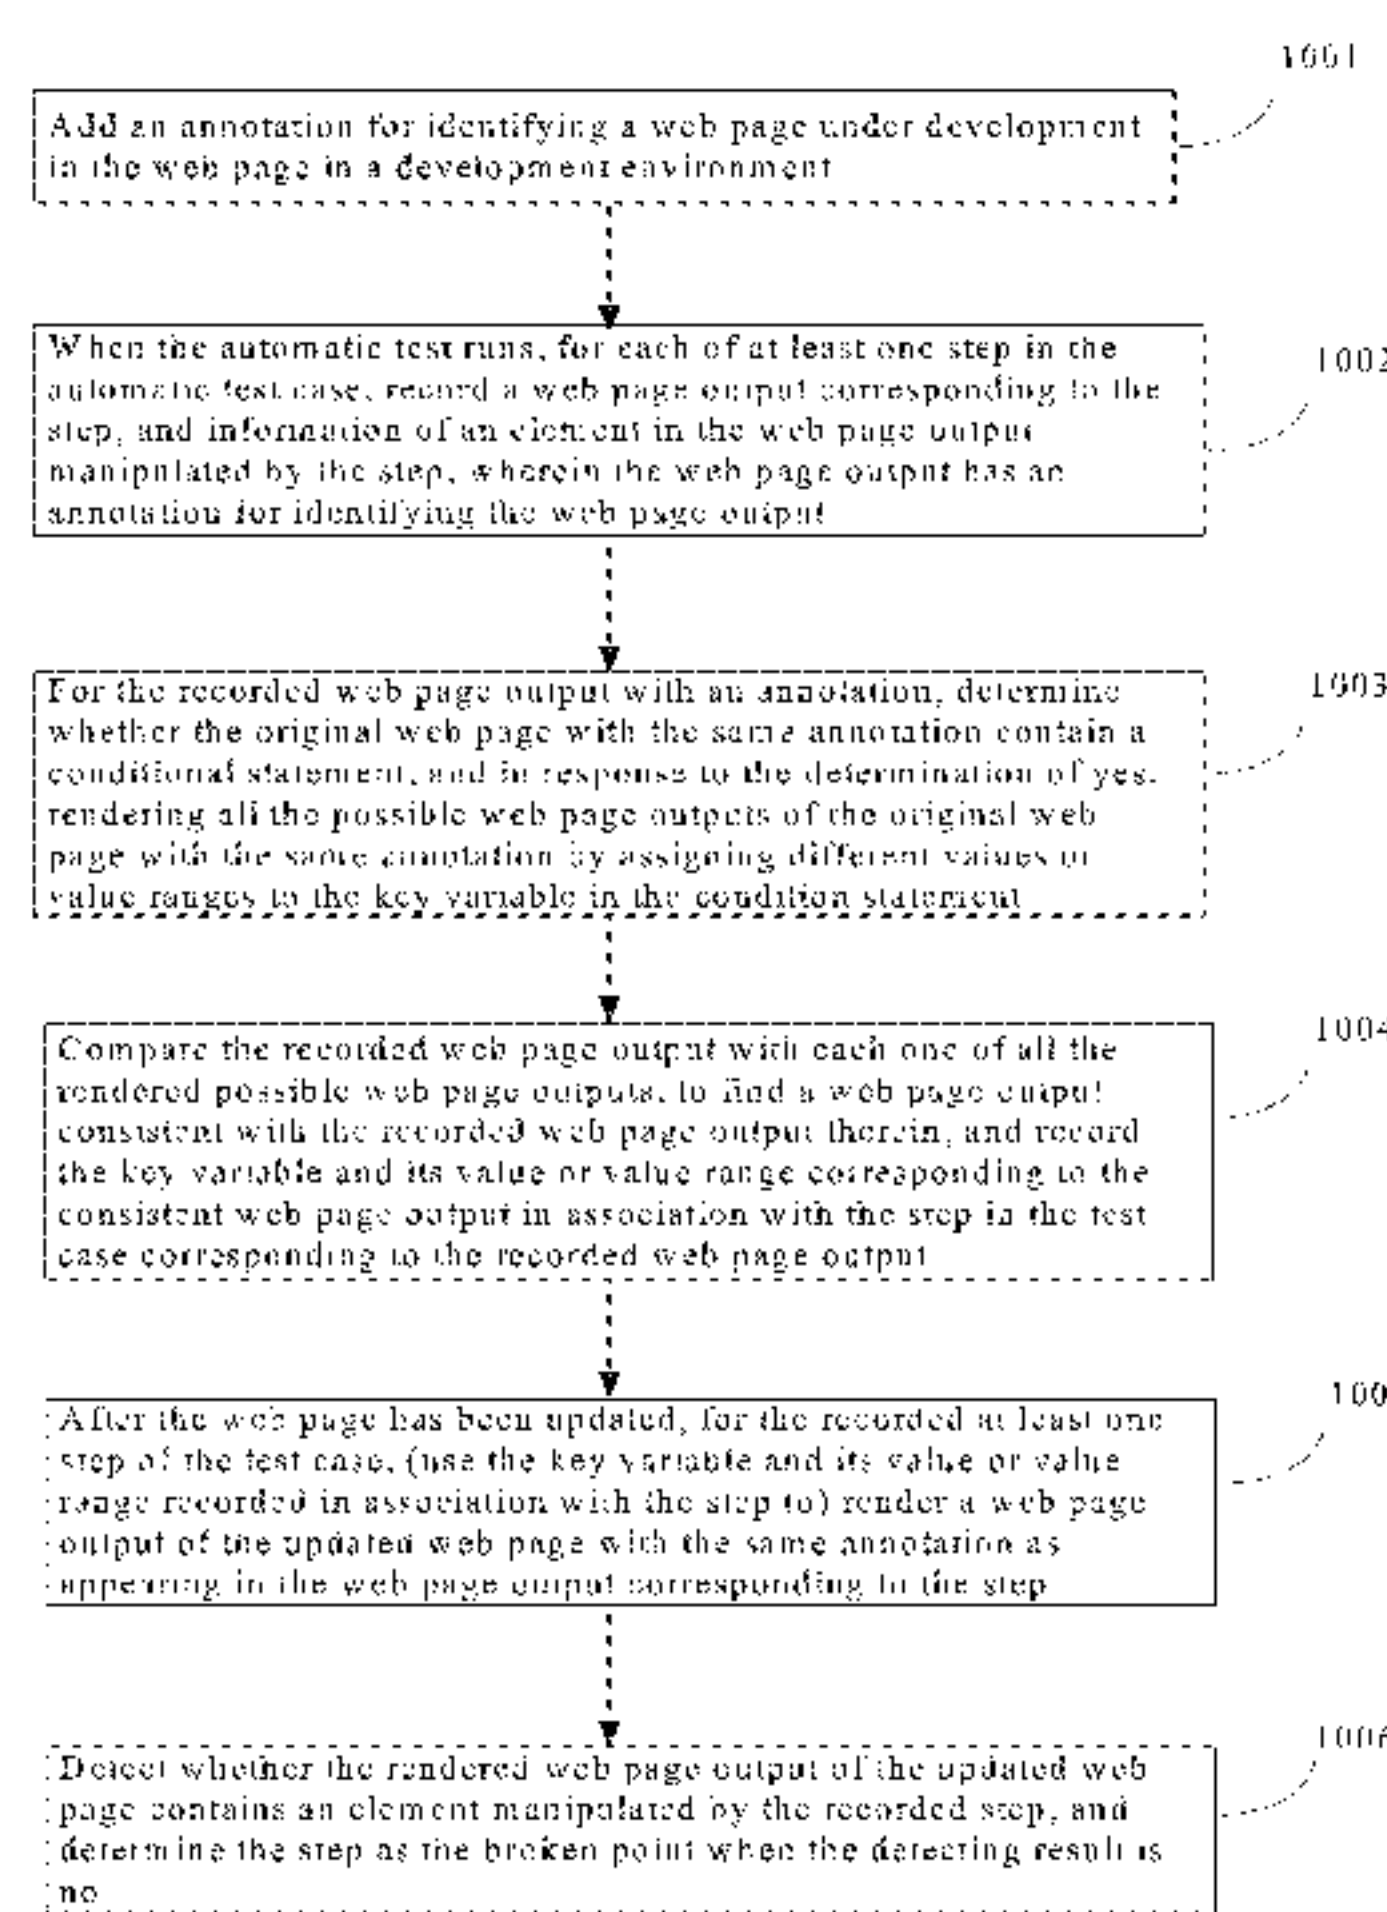 1001
Add an annotation for identifying a web page under development
in the web page in a development environment
1002
When the automatic test runs, for each of at least one step in the
automatic test case, record a web page output corresponding to the
step, and information of an element in the web page output
manipulated by the step, wherein the web page output has an
annotation for identifying the web page output
1003
For the recorded web page output with an annotation, determine
whether the original web page with the same annotation contain a
conditional statement, and in response to the determination of yes,
rendering all the possible web page outputs of the original web
page with the same annotation by assigning different values or
value ranges to the key variable in the condition statement
1004
Compare the recorded web page output with each one of all the
rendered possible web page outputs, to find a web page output
consistent with the recorded web page output therein, and record
the key variable and its value or value range corresponding to the
consistent web page output in association with the step in the test
case corresponding to the recorded web page output
100
After the web page has been updated, for the recorded at least one
step of the test case, (use the key variable and its value or value
range recorded in association with the step to) render a web page
output of the updated web page with the same annotation as
appearing in the web page output corresponding to the step
1006
Detect whether the rendered web page output of the updated web
page contains an element manipulated by the recorded step, and
determine the step as the broken point when the detecting result is
no